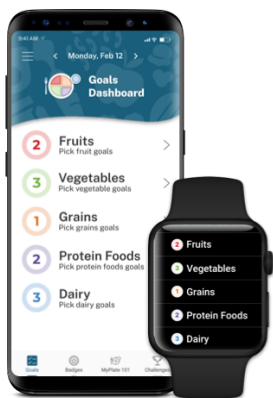 9:41 AM
Monday, Feb 12
Goals
Dashboard
2 Fruits
Pick fruit goals
3 Vegetables
Pick vegetable goals
1 Grains
Pick grains goals
2 Protein Foods
Pick protein foods goals
3 Dairy
Pick dairy goals
Goals Badges MyPlate 101 Challenges
2 Fruits
3 Vegetables
1 Grains
2 Protein Foods
3 Dairy